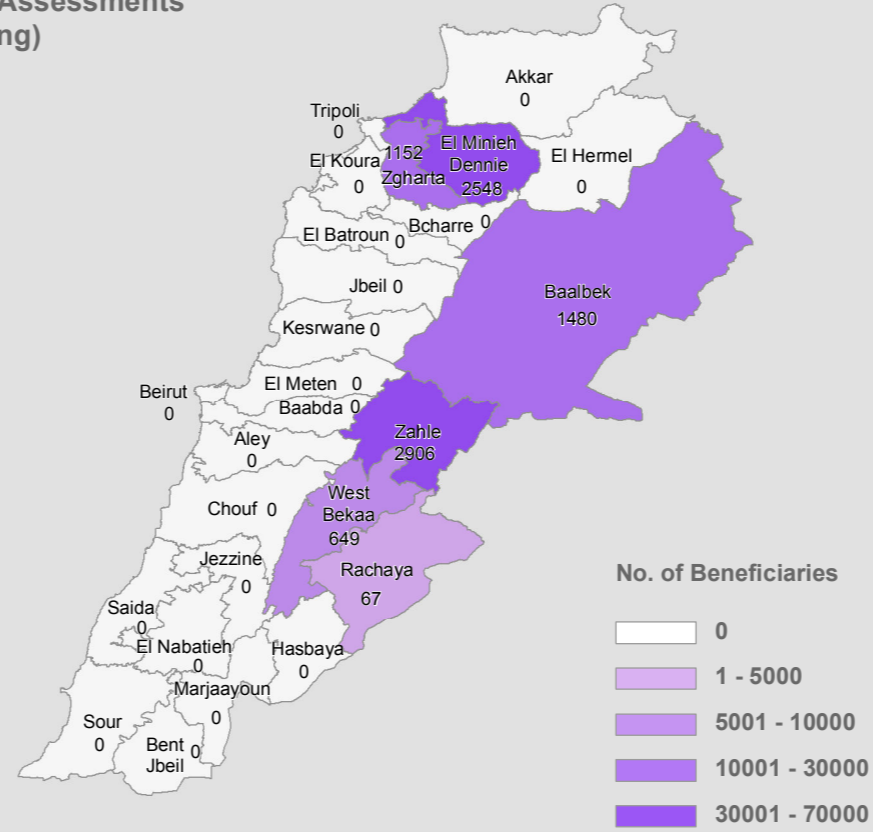 Assessments
ng)
Akkar
0
Tripoli
0
El Koura
0
1152
Zgharta
El Minieh
Dennie
2548
El Hermel
0
Bcharre 0
El Batroun 0
Jbeil 0
Baalbek
1480
Kesrwane 0
El Meten 0
Beirut
0
Baabda 0
Aley
0
Zahle
2906
West
Bekaa
649
Chouf 0
Jezzine
0
Rachaya
67
Saida
0
El Nabatieh
0
Hasbaya
0
Marjaayoun
0
Sour
0
Bent 0
Jbeil
No. of Beneficiaries
0
1 - 5000
5001 - 10000
10001 - 30000
30001 - 70000